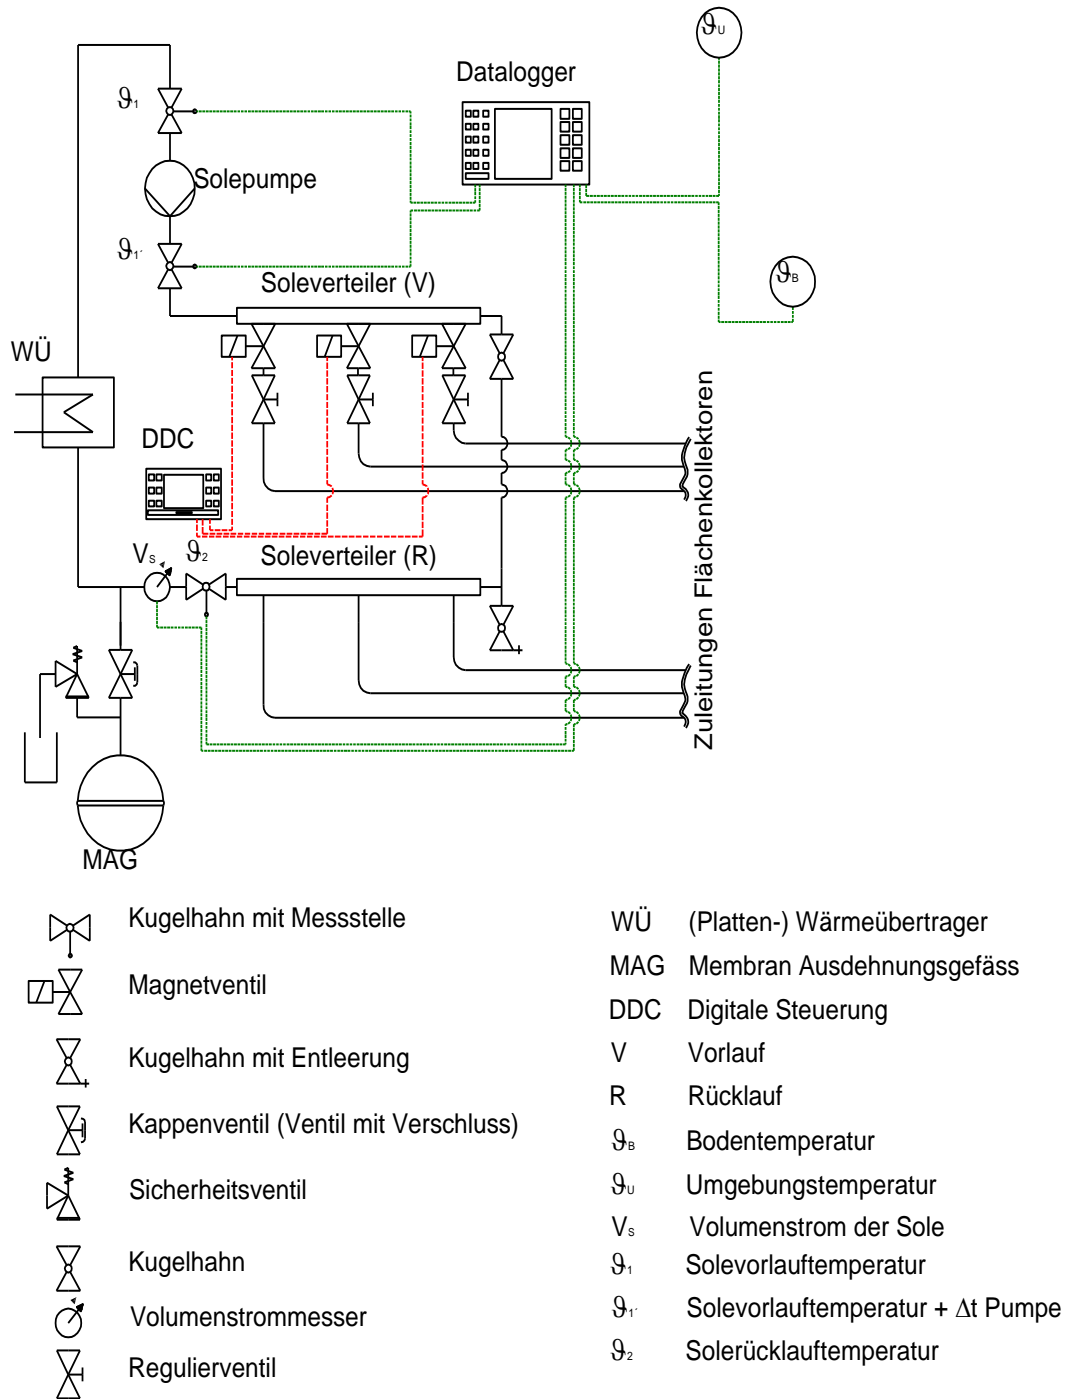 ϑU
Datalogger
ϑ1
Solepumpe
ϑ1'
ϑB
Soleverteiler (V)
WÜ
DDC
Zuleitungen Flächenkollektoren
VS
ϑ2
Soleverteiler (R)
MAG
Kugelhahn mit Messstelle
Magnetventil
Kugelhahn mit Entleerung
Kappenventil (Ventil mit Verschluss)
Sicherheitsventil
Kugelhahn
Volumenstrommesser
Regulierventil
WÜ (Platten-) Wärmeübertrager
MAG Membran Ausdehnungsgefäss
DDC Digitale Steuerung
V Vorlauf
R Rücklauf
ϑB Bodentemperatur
ϑU Umgebungstemperatur
VS Volumenstrom der Sole
ϑ1 Solevorlauftemperatur
ϑ1' Solevorlauftemperatur + Δt Pumpe
ϑ2 Solerücklauftemperatur